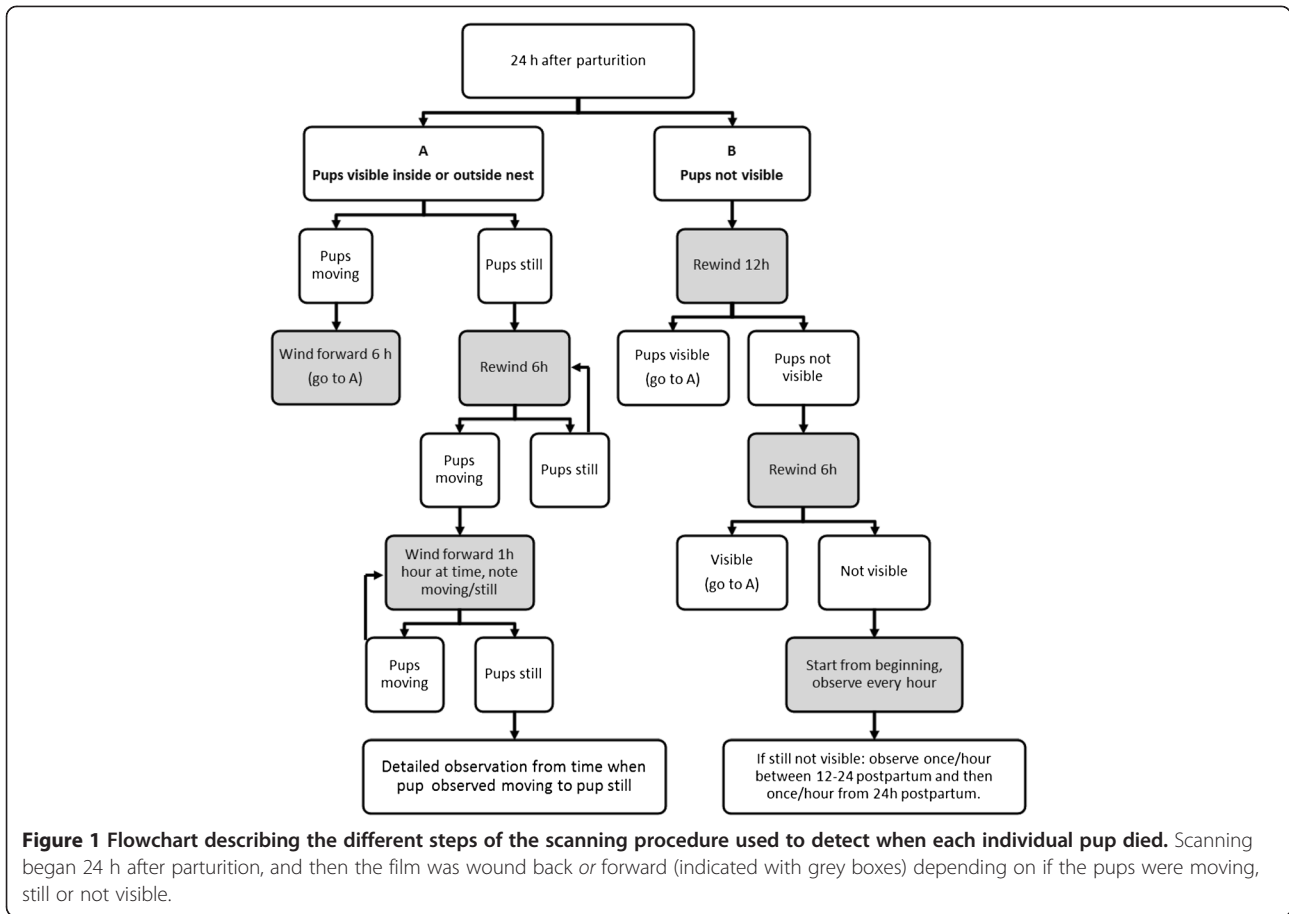 24 h after parturition
A
Pups visible inside or outside nest
B
Pups not visible
Pups
moving
Pups still
Rewind 12h
Wind forward 6 h
(go to A)
Rewind 6h
Pups visible
(go to A)
Pups not
visible
Pups
moving
Pups still
Rewind 6h
Wind forward 1h
hour at time, note
moving/still
Visible
(go to A)
Not visible
Pups
moving
Pups still
Start from beginning,
observe every hour
Detailed observation from time when
pup observed moving to pup still
If still not visible: observe once/hour
between 12-24 postpartum and then
once/hour from 24h postpartum.
Figure 1 Flowchart describing the different steps of the scanning procedure used to detect when each individual pup died. Scanning
began 24 h after parturition, and then the film was wound back or forward (indicated with grey boxes) depending on if the pups were moving,
still or not visible.